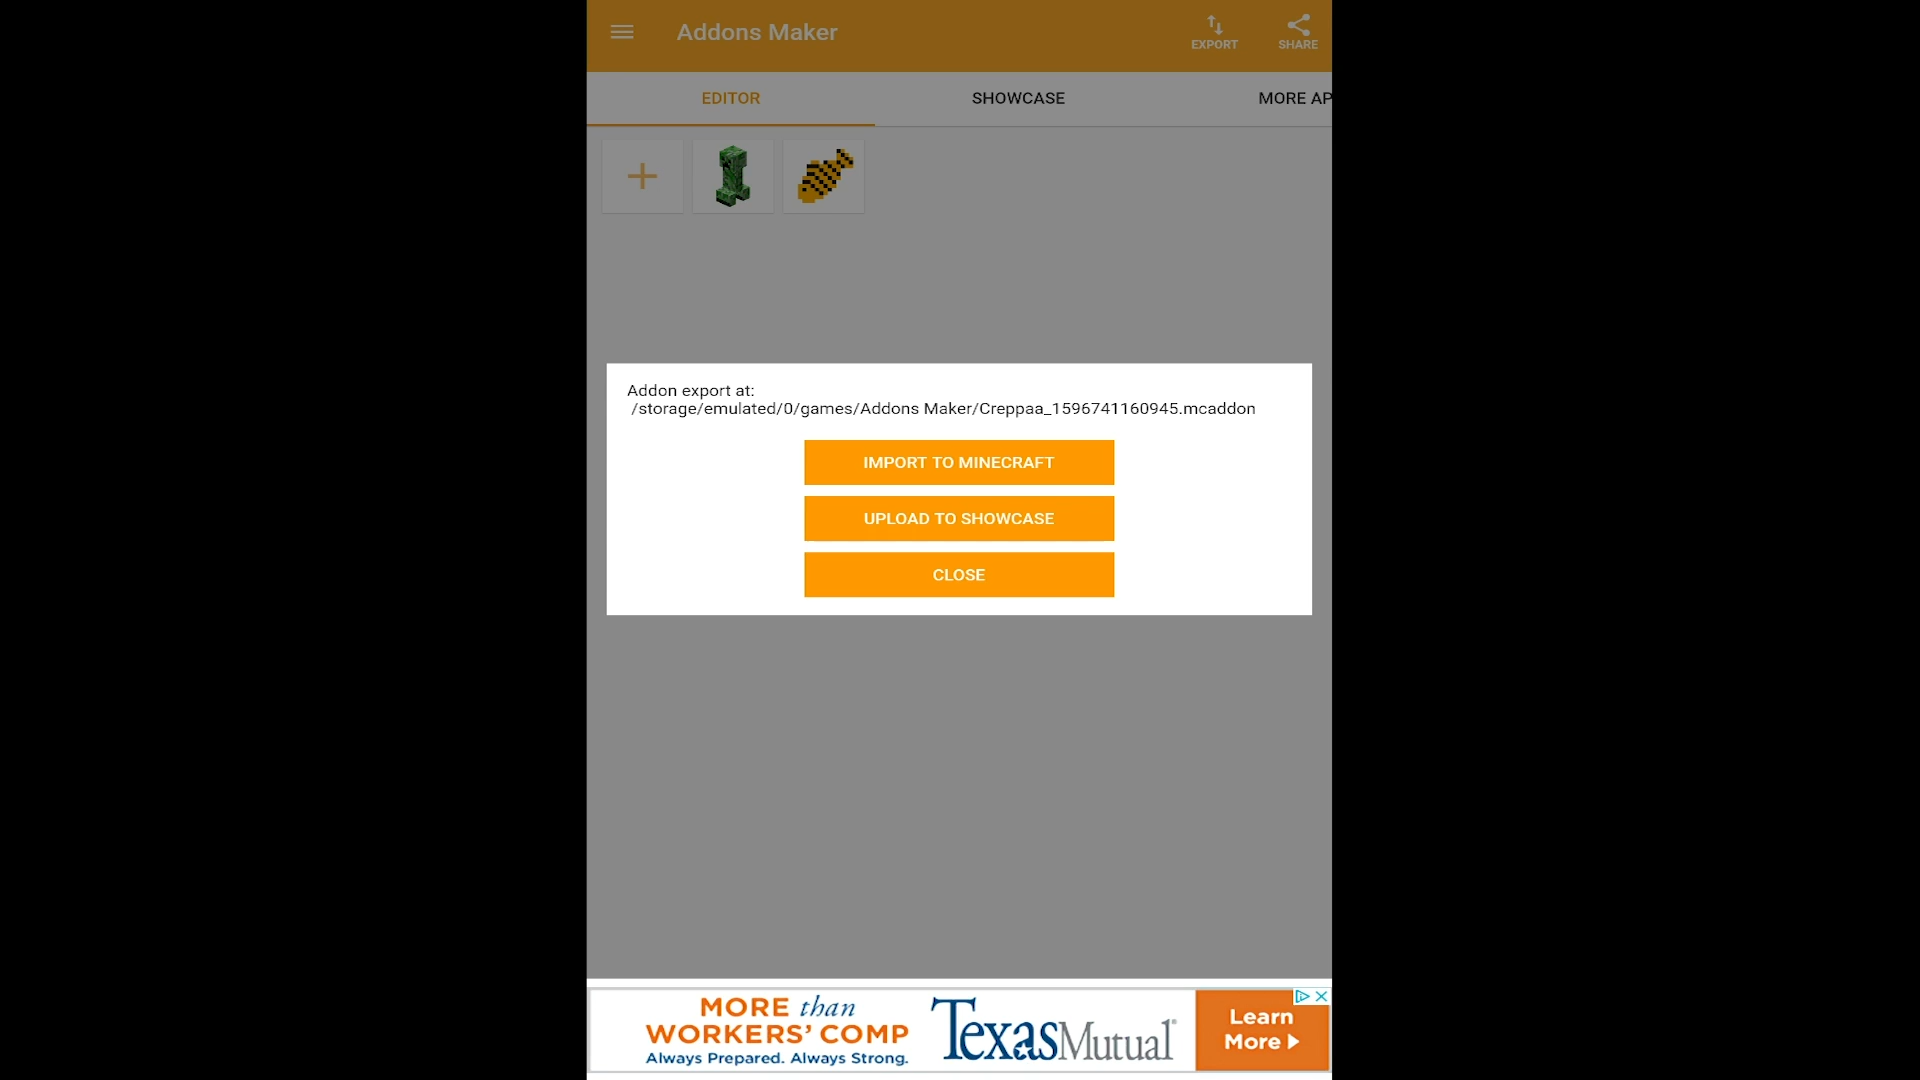 Addons Maker
EXPORT
SHARE
EDITOR
SHOWCASE
MORE AP
Addon export at:
/storage/emulated/0/games/Addons Maker/Creppaa_1596741160945.mcaddon
IMPORT TO MINECRAFT
UPLOAD TO SHOWCASE
CLOSE
MORE than
WORKERS' COMP
Always Prepared. Always Strong.
TexasMutual®
Learn
More